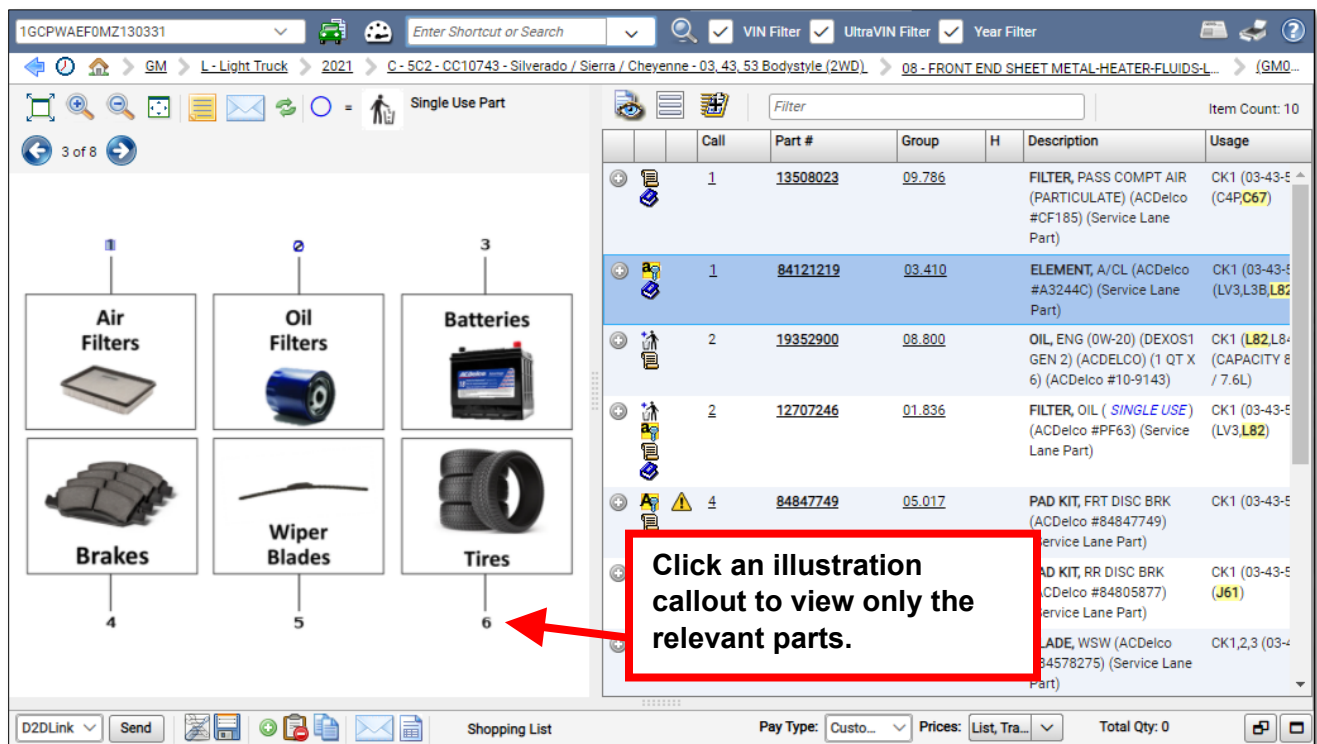 1GCPWAEF0MZ130331
Enter Shortcut or Search
VIN Filter
UltraVIN Filter
Year Filter
GM
L - Light Truck
2021
C - 5C2 - CC10743 - Silverado / Sierra / Cheyenne - 03, 43, 53 Bodystyle (2WD)
08 - FRONT END SHEET METAL-HEATER-FLUIDS-L...
(GM0...
= Single Use Part
3 of 8
1
2
3
Air
Filters
Oil
Filters
Batteries
Brakes
Wiper
Blades
Tires
4
5
6
Filter
Item Count: 10
Call Part # Group H Description Usage
1 13508023 09.786 FILTER, PASS COMPT AIR CK1 (03-43-5
(PARTICULATE) (ACDelco (C4P,C67)
#CF185) (Service Lane
Part)
1 84121219 03.410 ELEMENT, A/CL (ACDelco CK1 (03-43-5
#A3244C) (Service Lane (LV3,L3B,L82
Part)
2 19352900 08.800 OIL, ENG (0W-20) (DEXOS1 CK1 (L82,L84
GEN 2) (ACDELCO) (1 QT X (CAPACITY 8
6) (ACDelco #10-9143) / 7.6L)
2 12707246 01.836 FILTER, OIL ( SINGLE USE ) CK1 (03-43-5
(ACDelco #PF63) (Service (LV3,L82)
Lane Part)
4 84847749 05.017 PAD KIT, FRT DISC BRK CK1 (03-43-5
(ACDelco #84847749)
Service Lane Part)
AD KIT, RR DISC BRK CK1 (03-43-5
ACDelco #84805877) (J61)
Service Lane Part)
LADE, WSW (ACDelco CK1,2,3 (03-4
84578275) (Service Lane
Part)
Click an illustration
callout to view only the
relevant parts.
D2DLink
Send
Shopping List
Pay Type: Custo...
Prices: List, Tra...
Total Qty: 0